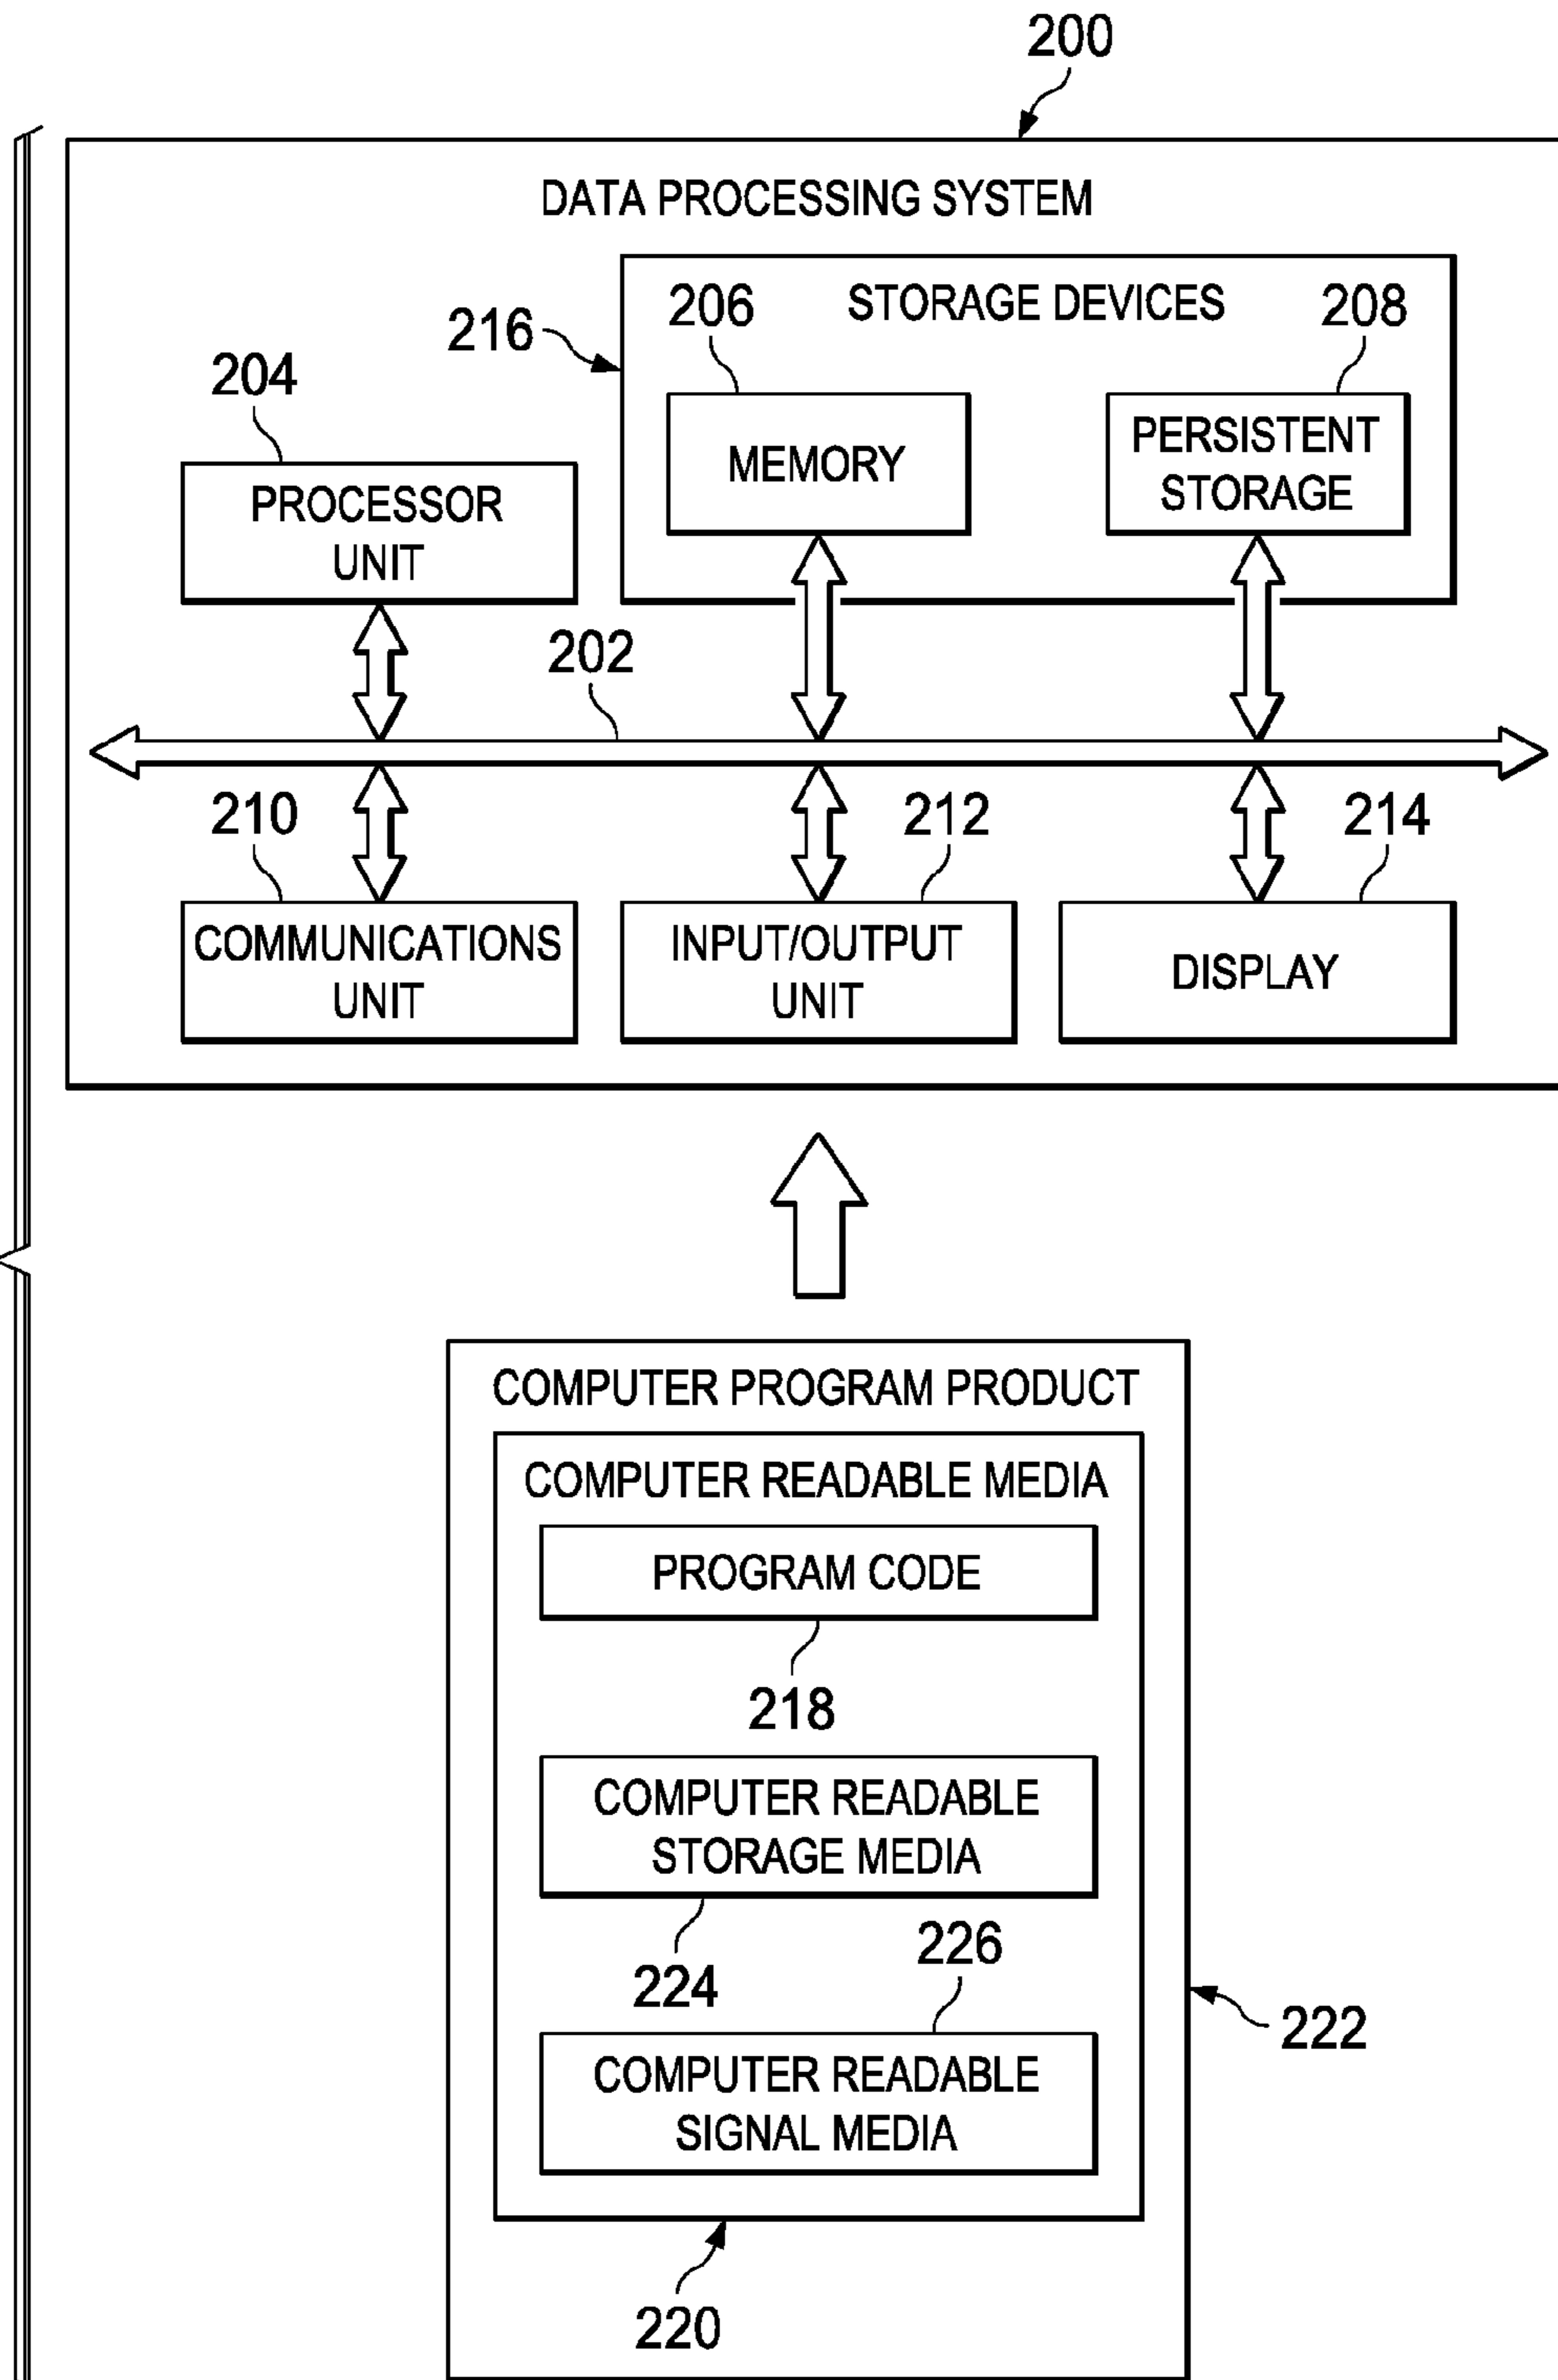 200
DATA PROCESSING SYSTEM
216
206
STORAGE DEVICES
208
204
MEMORY
PERSISTENT
STORAGE
PROCESSOR
UNIT
202
210
212
214
COMMUNICATIONS
UNIT
INPUT/OUTPUT
UNIT
DISPLAY
COMPUTER PROGRAM PRODUCT
COMPUTER READABLE MEDIA
PROGRAM CODE
218
COMPUTER READABLE
STORAGE MEDIA
224
226
COMPUTER READABLE
SIGNAL MEDIA
222
220